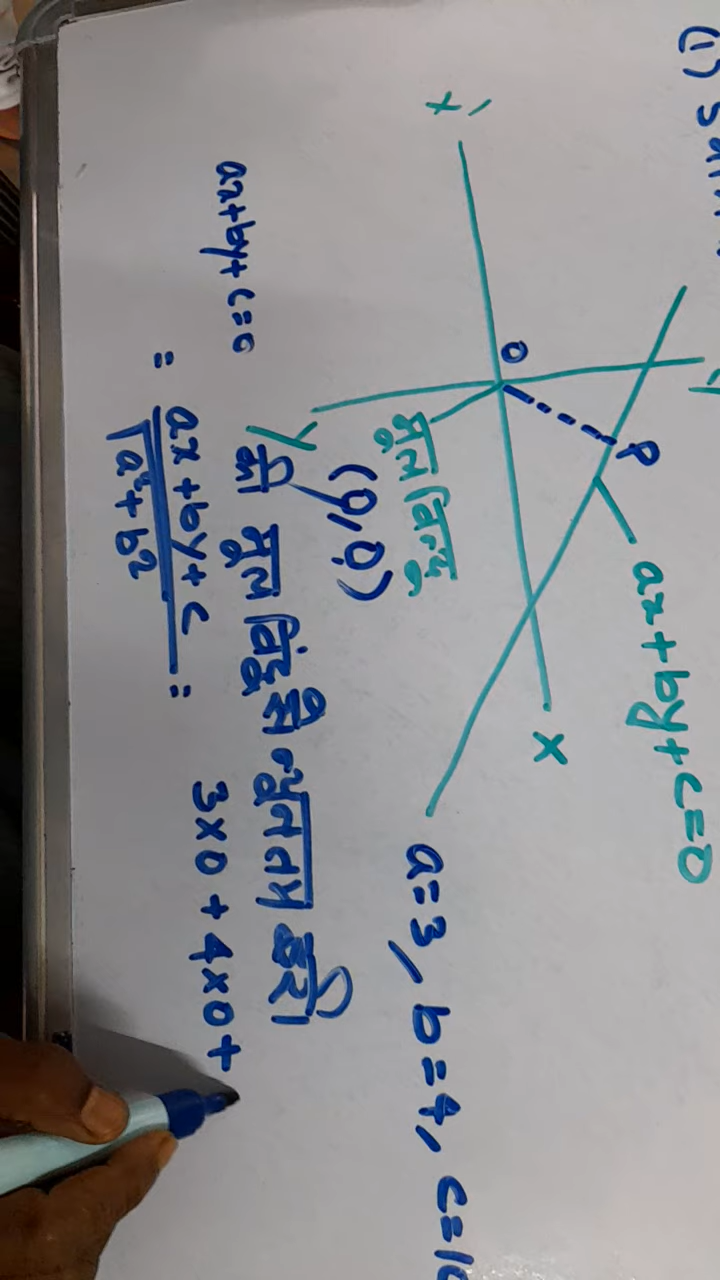 (1)
y
x'
O
P
x
y'
ax+by+c=0
मूल बिन्दू
(0,0)
a=3, b=4, c=10
ax+by+c=0 की मूल बिंदू से न्यूनतम दूरी।
= ax+by+c / √a²+b² = 3×0+4×0+